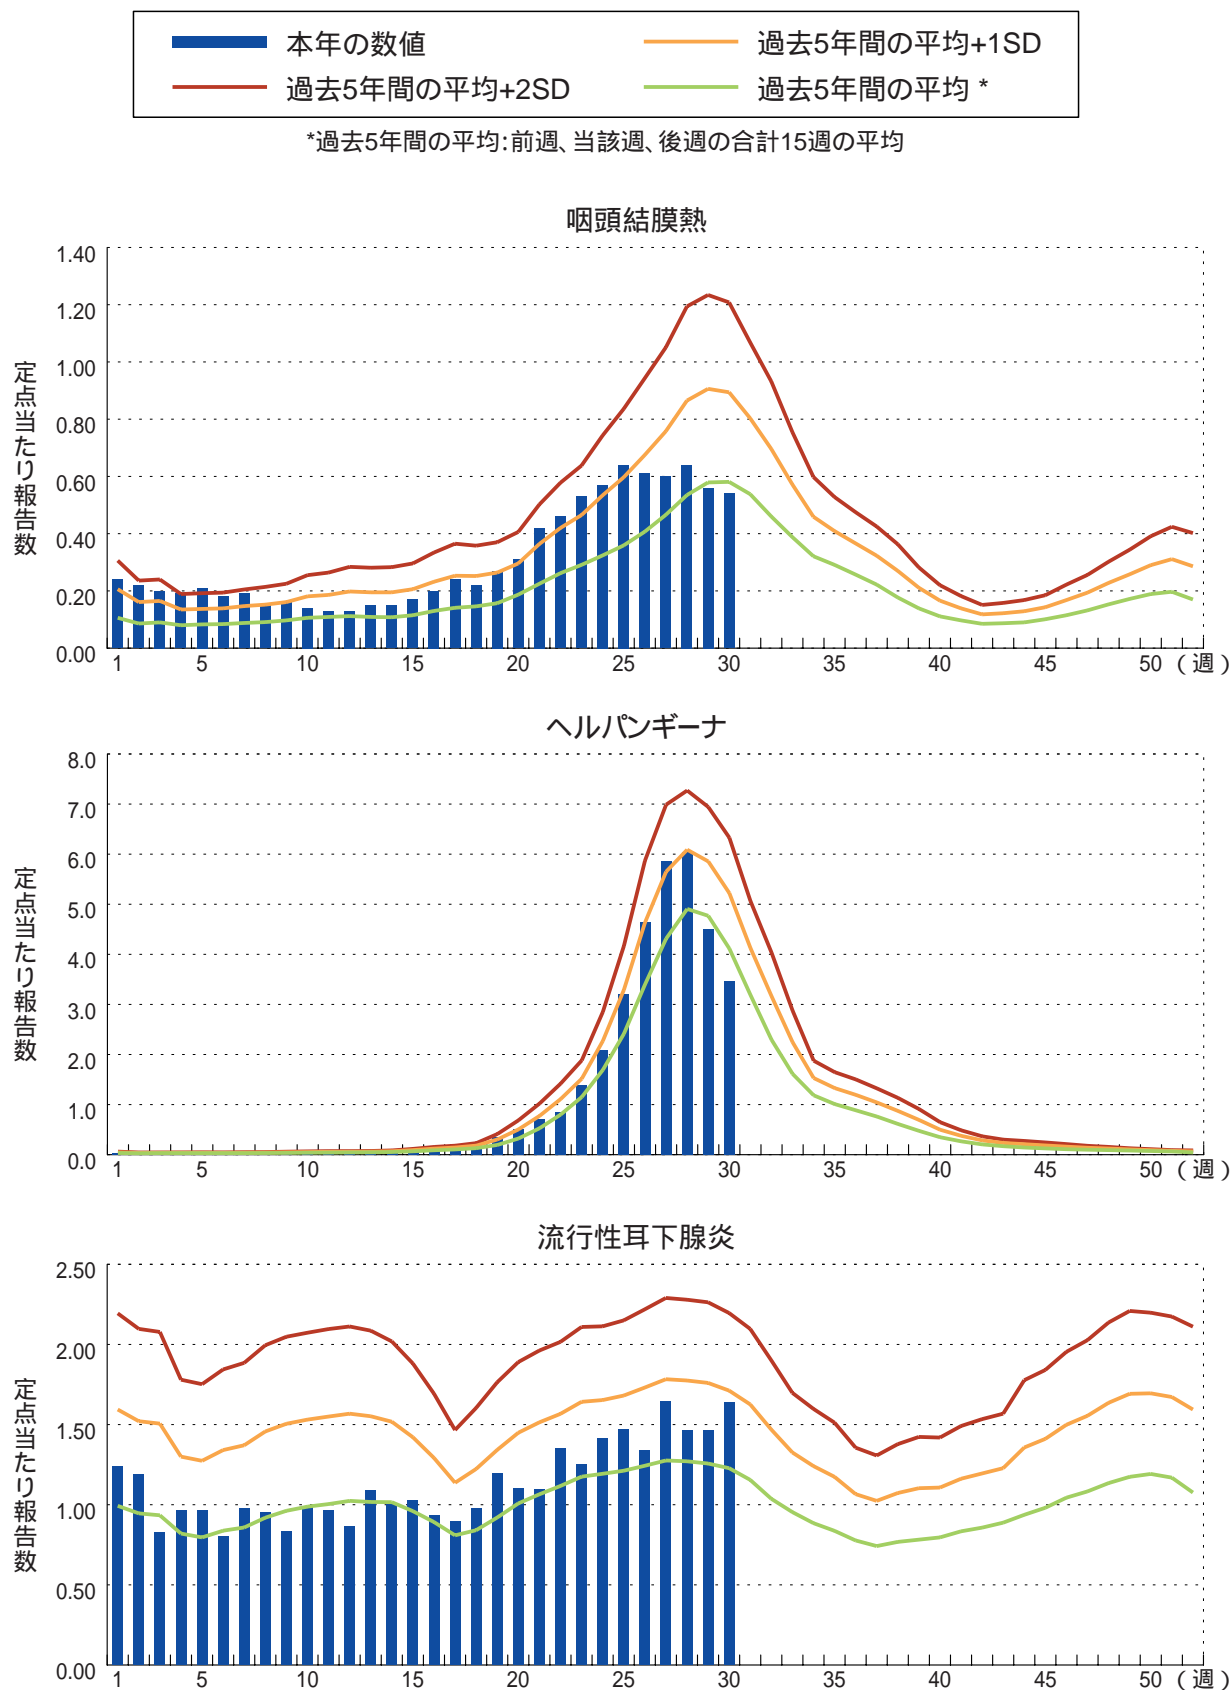 本年の数値
過去5年間の平均+1SD
過去5年間の平均+2SD
過去5年間の平均 *
*過去5年間の平均:前週、当該週、後週の合計15週の平均
咽頭結膜熱
定点当たり報告数
1.40
1.20
1.00
0.80
0.60
0.40
0.20
0.00
1 5 10 15 20 25 30 35 40 45 50 (週)
ヘルパンギーナ
定点当たり報告数
8.0
7.0
6.0
5.0
4.0
3.0
2.0
1.0
0.0
1 5 10 15 20 25 30 35 40 45 50 (週)
流行性耳下腺炎
定点当たり報告数
2.50
2.00
1.50
1.00
0.50
0.00
1 5 10 15 20 25 30 35 40 45 50 (週)